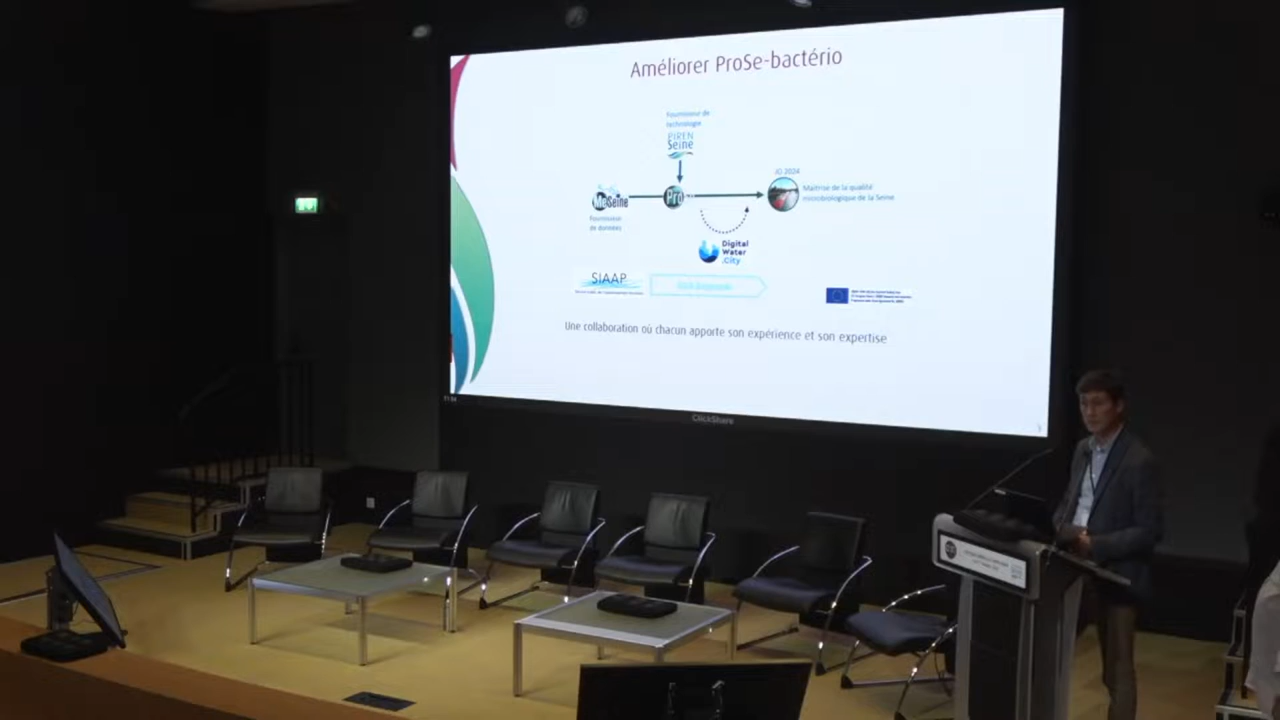 Améliorer ProSe-bactério
Fournisseur de
technologie
PIREN
Seine
JO 2024
MeSeine
ProSe
Maîtrise de la qualité
microbiologique de la Seine
Fournisseur
de données
Digital
Water
.City
SIAAP
Une collaboration où chacun apporte son expérience et son expertise
ClickShare